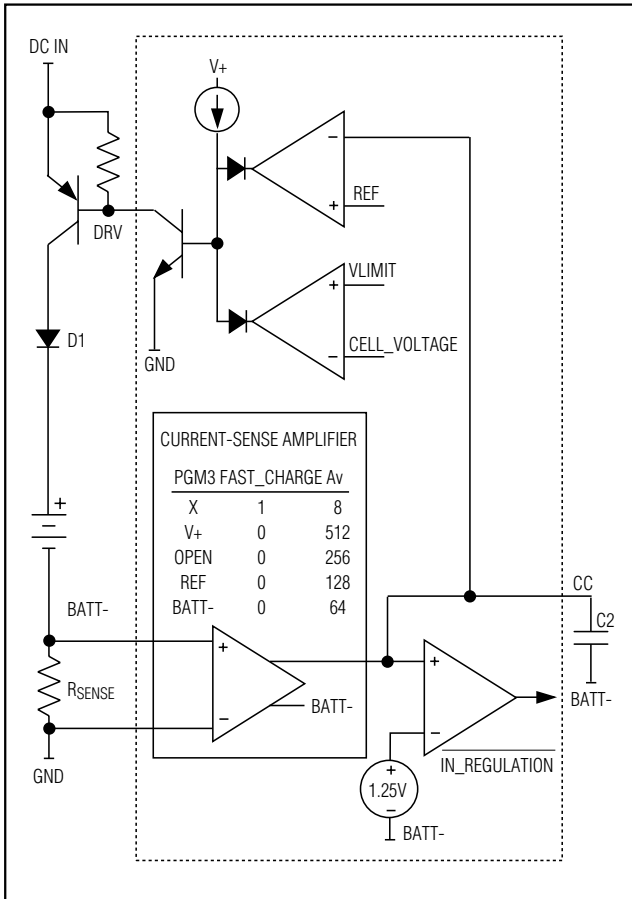 DC IN
V+
REF
DRV
VLIMIT
CELL_VOLTAGE
GND
D1
CURRENT-SENSE AMPLIFIER
PGM3 FAST_CHARGE Av
X 1 8
V+ 0 512
OPEN 0 256
REF 0 128
BATT- 0 64
CC
C2
BATT-
BATT-
RSENSE
BATT-
GND
IN_REGULATION
1.25V
BATT-